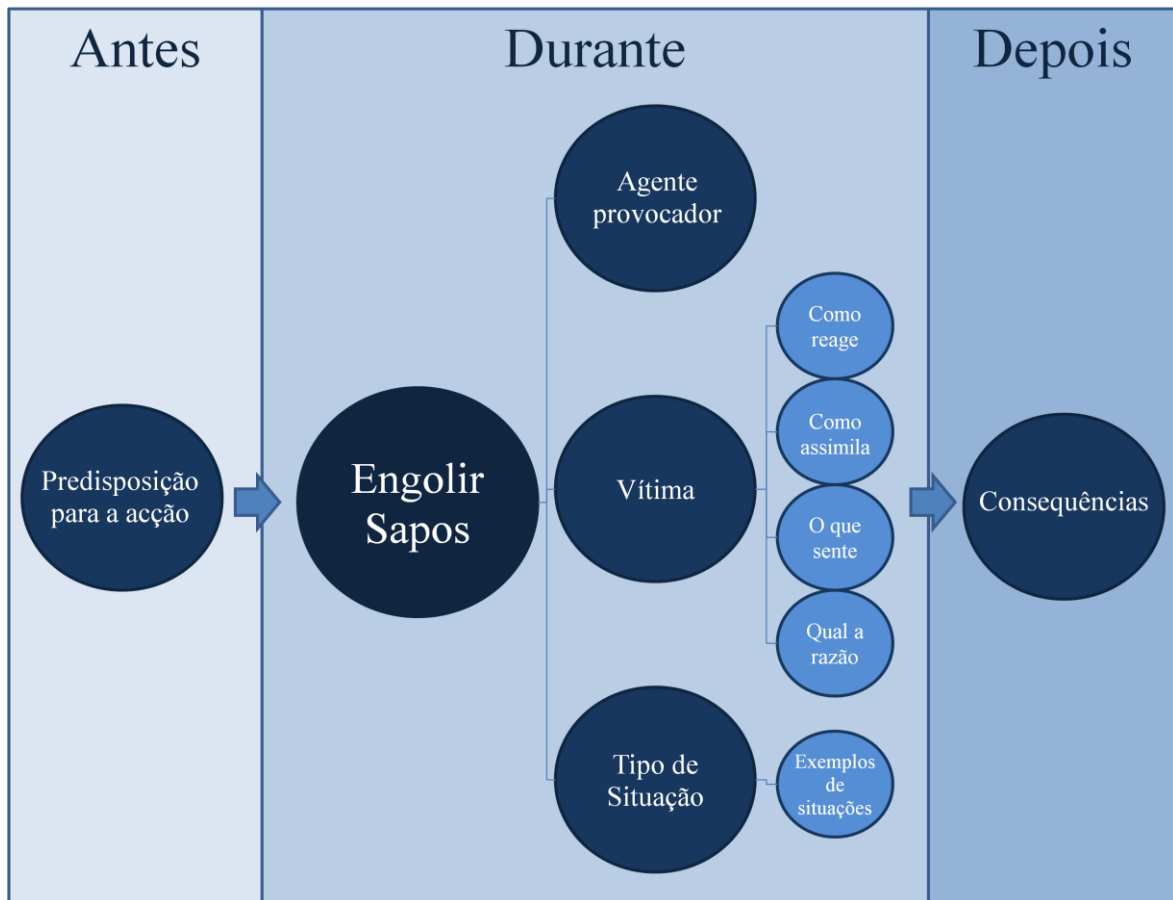 Antes
Durante
Depois
Predisposição
para a acção
Engolir
Sapos
Agente
provocador
Vítima
Tipo de
Situação
Como
reage
Como
assimila
O que
sente
Qual a
razão
Exemplos
de
situações
Consequências